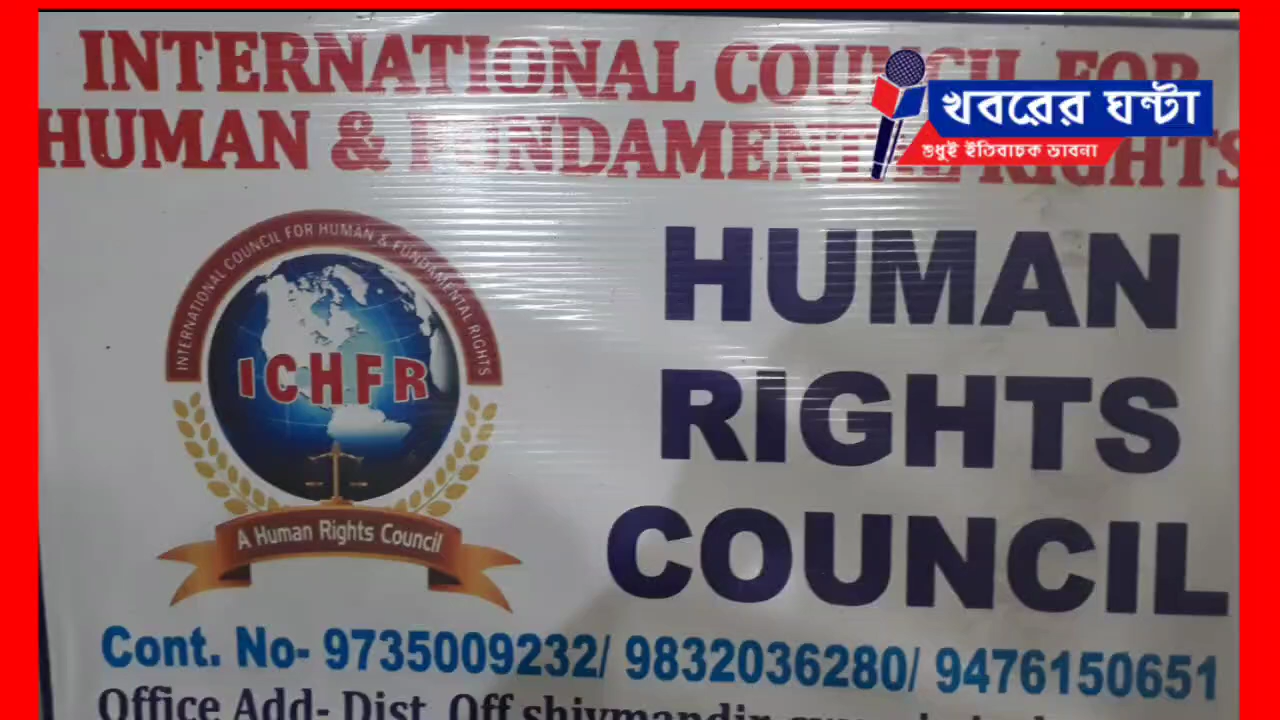 INTERNATIONAL COUNCIL FOR
HUMAN & FUNDAMENTAL RIGHTS
খবরের ঘন্টা
শুধুই ইতিবাচক ভাবনা
INTERNATIONAL COUNCIL FOR HUMAN & FUNDAMENTAL RIGHTS
ICHFR
A Human Rights Council
HUMAN
RIGHTS
COUNCIL
Cont. No- 9735009232/ 9832036280/ 9476150651
Office Add- Dist. Off shivmandir